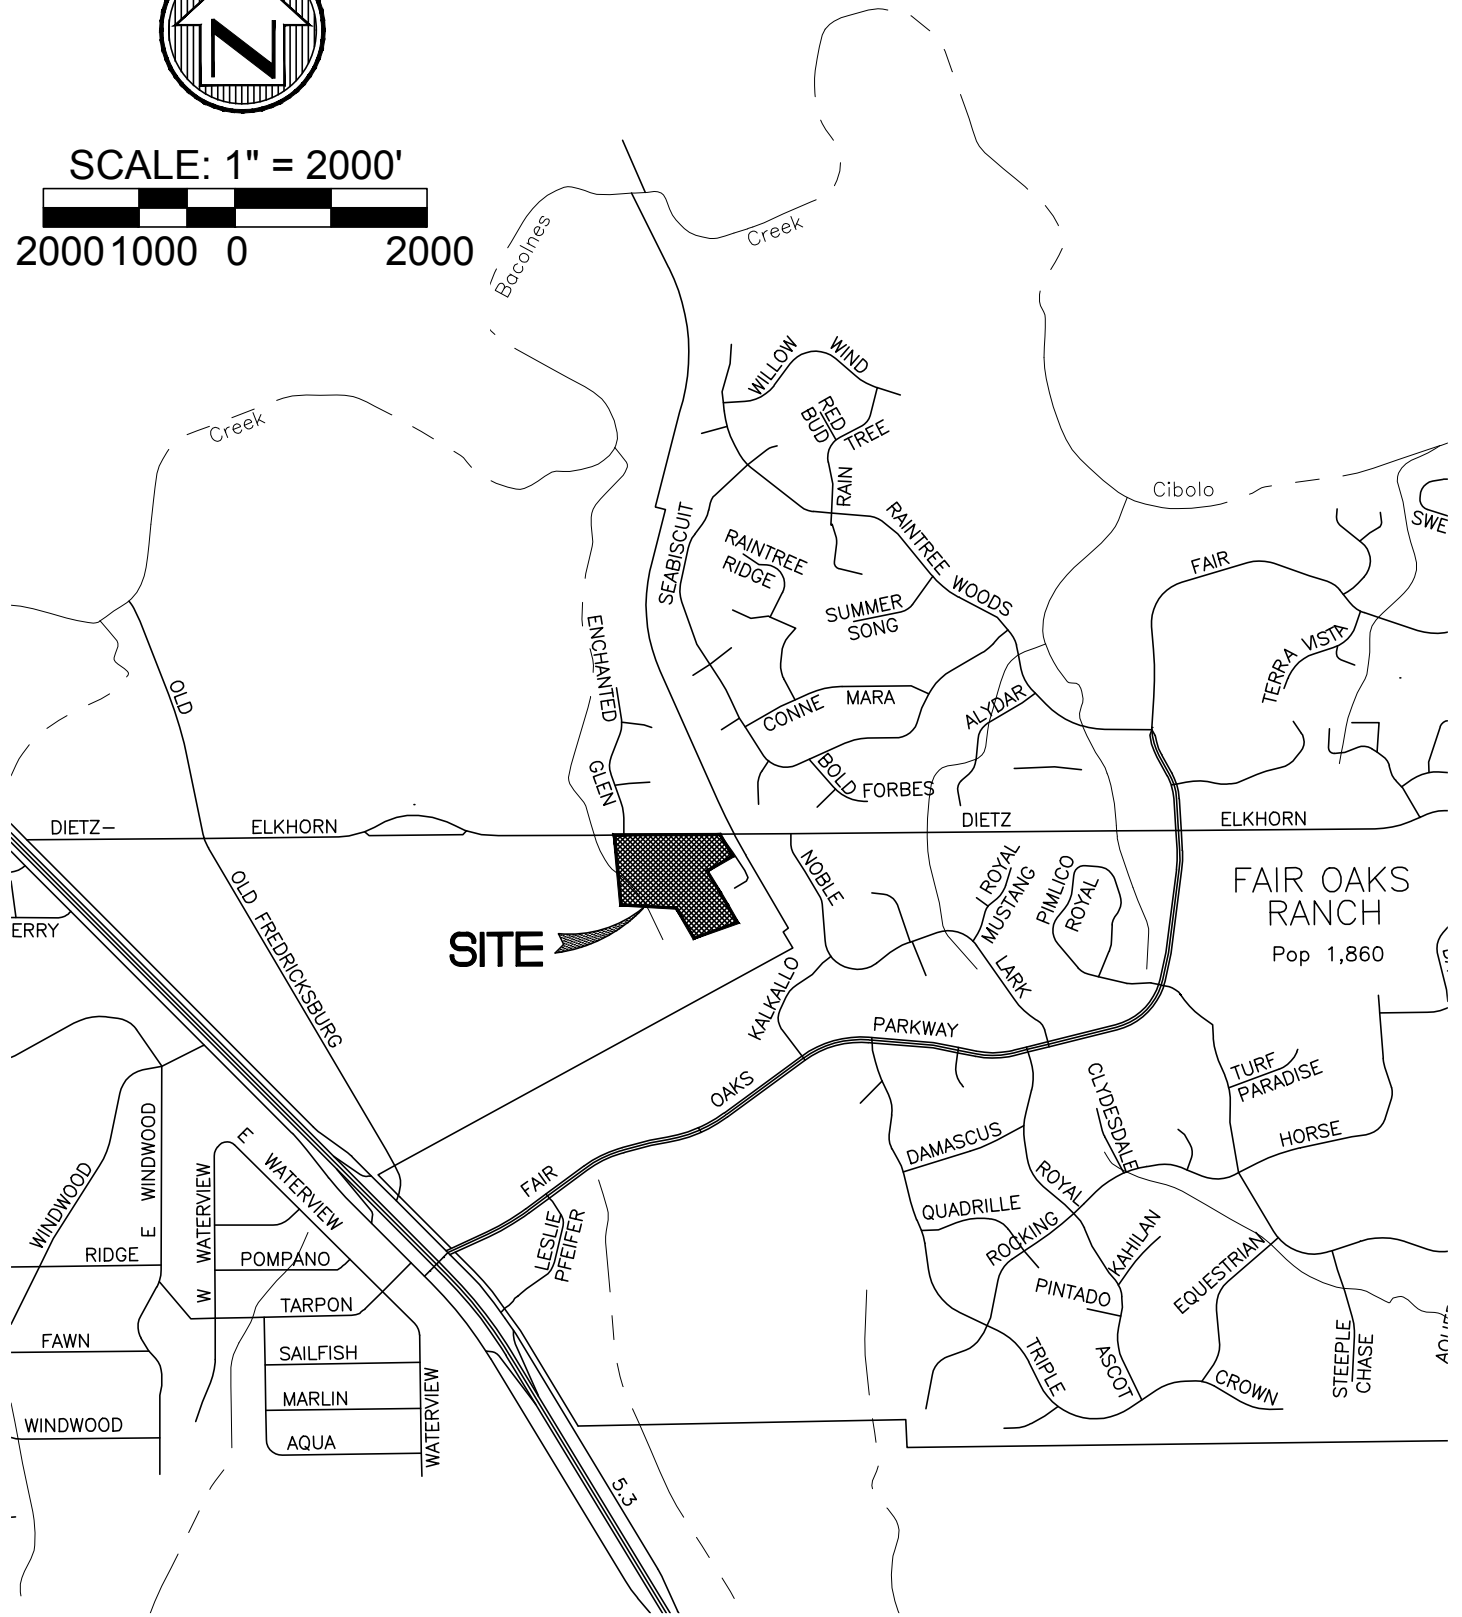 N
SCALE: 1" = 2000'
2000 1000 0 2000
Bacolnes
Creek
Creek
WILLOW
WIND
RED
BUD
TREE
RAIN
Cibolo
SWE
SEABISCUIT
RAINTREE
RIDGE
RAINTREE
WOODS
FAIR
SUMMER
SONG
ENCHANTED
TERRA VISTA
OLD
CONNE
MARA
ALYDAR
GLEN
BOLD
FORBES
DIETZ–
ELKHORN
DIETZ
ELKHORN
NOBLE
ROYAL
MUSTANG
PIMLICO
ROYAL
FAIR OAKS
RANCH
Pop 1,860
ERRY
OLD FREDRICKSBURG
SITE
KALKALLO
LARK
PARKWAY
OAKS
CLYDESDALE
TURF
PARADISE
HORSE
E WINDWOOD
WINDWOOD
W WATERVIEW
E WATERVIEW
FAIR
DAMASCUS
ROYAL
QUADRILLE
ROCKING
KAHILAN
LESLIE
PFEIFER
RIDGE
POMPANO
EQUESTRIAN
PINTADO
TARPON
FAWN
SAILFISH
TRIPLE
ASCOT
CROWN
STEEPLE
CHASE
MARLIN
WINDWOOD
AQUA
WATERVIEW
5.3